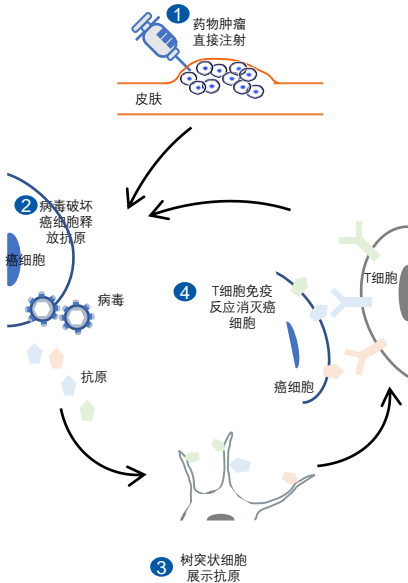 1 药物肿瘤
直接注射
皮肤
2 病毒破坏
癌细胞释
放抗原
癌细胞
病毒
抗原
T细胞
4 T细胞免疫
反应消灭癌
细胞
癌细胞
3 树突状细胞
展示抗原